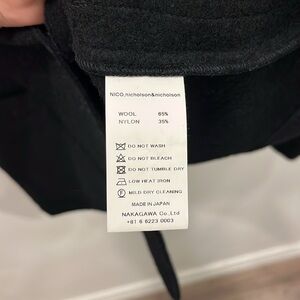 NICO,nicholson&nicholson
WOOL 65%
NYLON 35%
DO NOT WASH
DO NOT BLEACH
DO NOT TUMBLE DRY
LOW HEAT IRON
MILD DRY CLEANING
MADE IN JAPAN
NAKAGAWA Co.,Ltd
+81 6 6223 0003